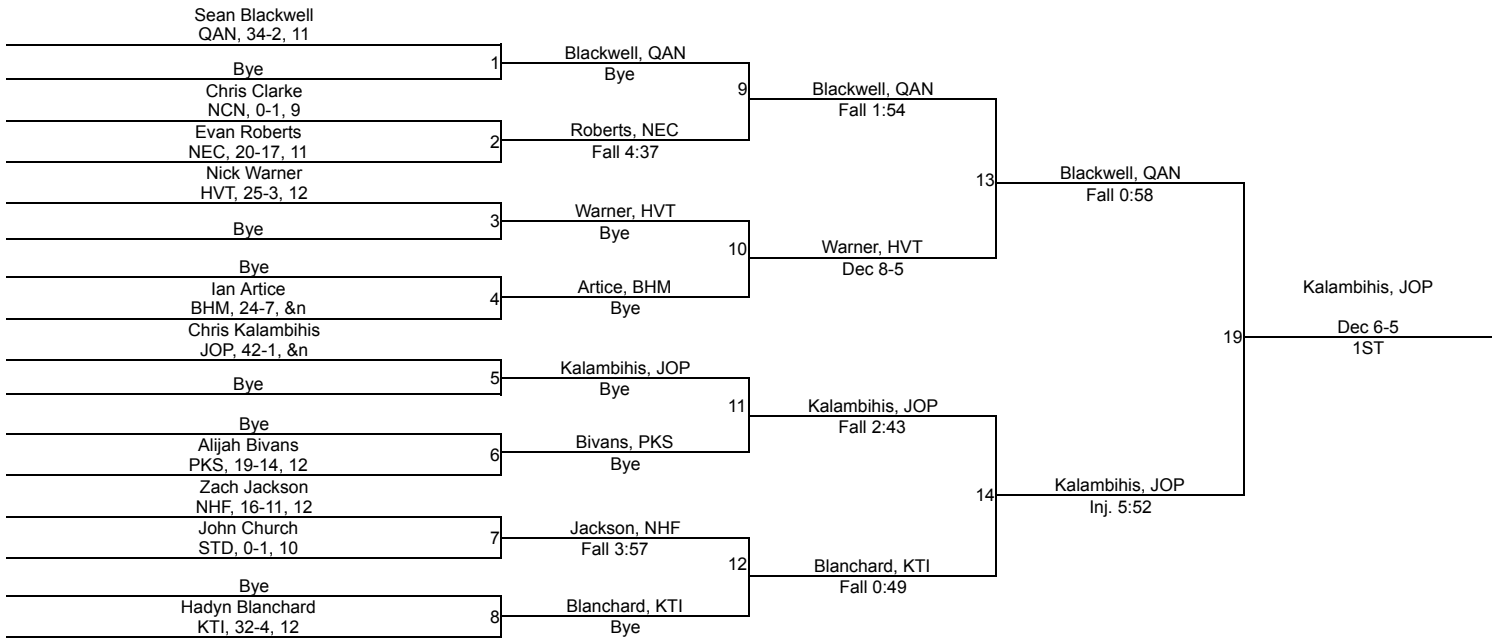 Sean Blackwell
QAN, 34-2, 11
Bye
1
Chris Clarke
NCN, 0-1, 9
Evan Roberts
NEC, 20-17, 11
2
Nick Warner
HVT, 25-3, 12
Bye
3
Bye
Ian Artice
BHM, 24-7, &n
4
Chris Kalambihis
JOP, 42-1, &n
Bye
5
Bye
Alijah Bivans
PKS, 19-14, 12
6
Zach Jackson
NHF, 16-11, 12
John Church
STD, 0-1, 10
7
Bye
Hadyn Blanchard
KTI, 32-4, 12
8
Blackwell, QAN
Bye
9
Roberts, NEC
Fall 4:37
Warner, HVT
Bye
10
Artice, BHM
Bye
Kalambihis, JOP
Bye
11
Bivans, PKS
Bye
Jackson, NHF
Fall 3:57
12
Blanchard, KTI
Bye
Blackwell, QAN
Fall 1:54
13
Warner, HVT
Dec 8-5
Kalambihis, JOP
Fall 2:43
14
Blanchard, KTI
Fall 0:49
Blackwell, QAN
Fall 0:58
19
Kalambihis, JOP
Inj. 5:52
Kalambihis, JOP
Dec 6-5
1ST